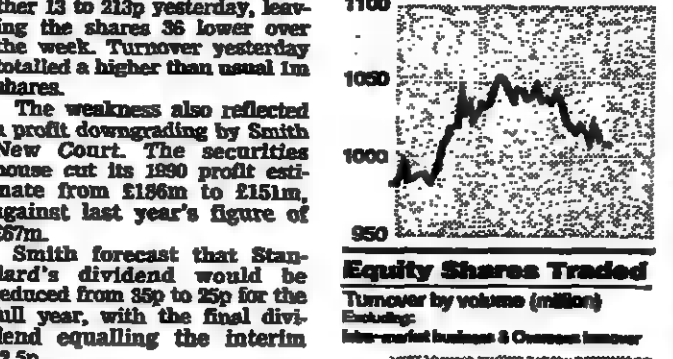 ther 13 to 213p yesterday, leav-
ing the shares 36 lower over
the week. Turnover yesterday
totalled a higher than usual 1m
shares.
The weakness also reflected
a profit downgrading by Smith
New Court. The securities
house cut its 1990 profit esti-
mate from £186m to £151m,
against last year's figure of
£67m.
Smith forecast that Stan-
dard's dividend would be
reduced from 35p to 25p for the
full year, with the final divi-
dend equalling the interim
1100
1050
1000
950
Equity Shares Traded
Turnover by volume (million)
Excluding:
Intra-market business & Overseas turnover